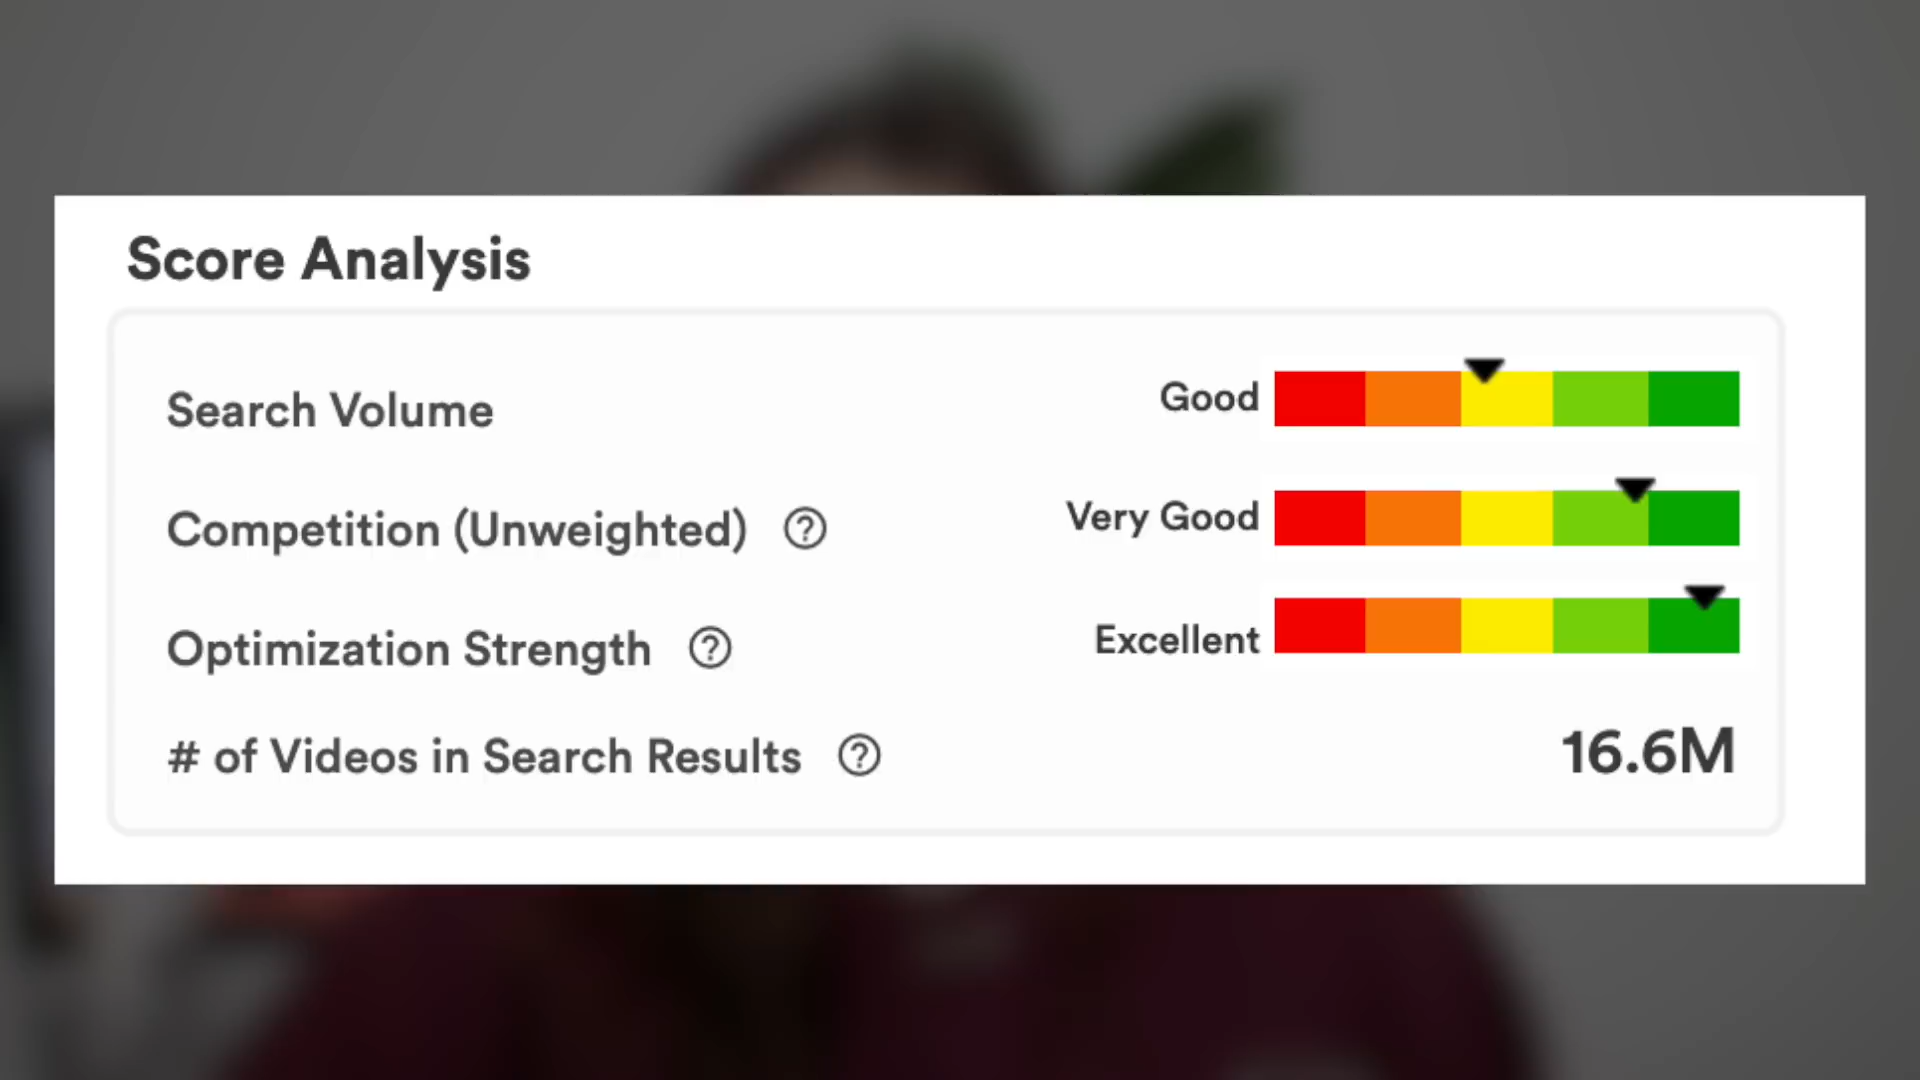 Score Analysis
Search Volume Good
Competition (Unweighted) ? Very Good
Optimization Strength ? Excellent
# of Videos in Search Results ? 16.6M